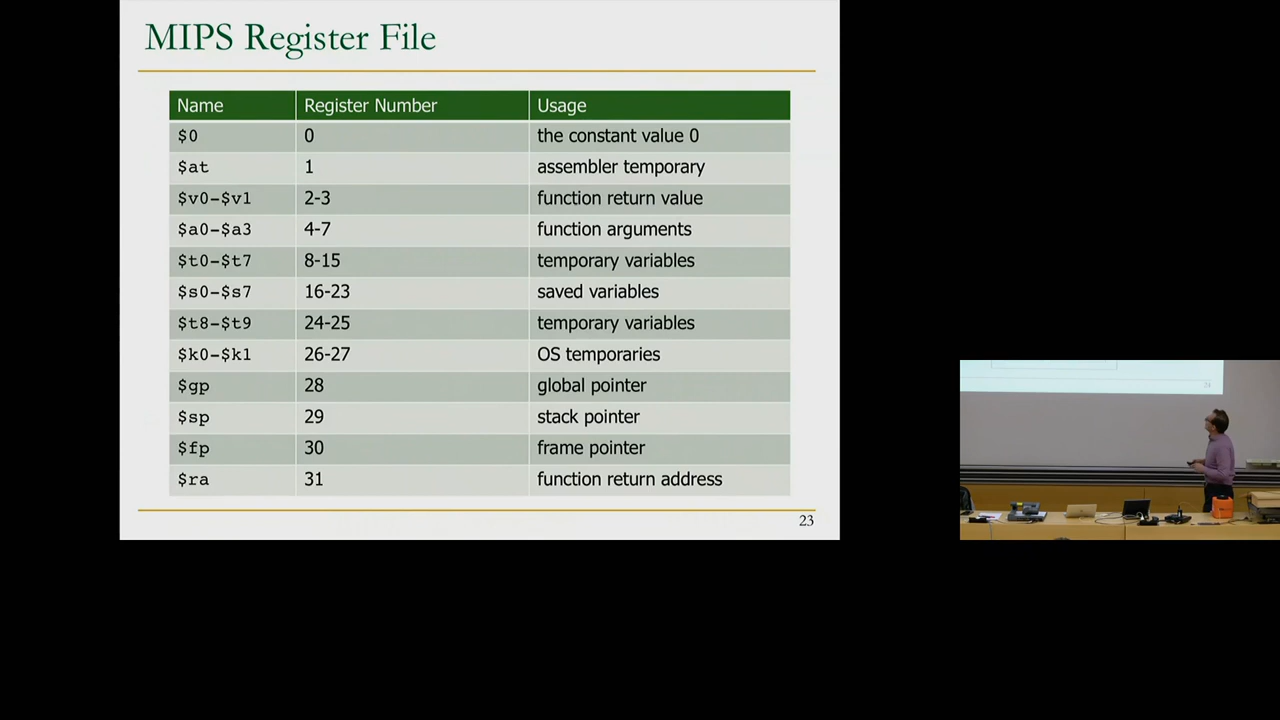 MIPS Register File
Name Register Number Usage
$0 0 the constant value 0
$at 1 assembler temporary
$v0-$v1 2-3 function return value
$a0-$a3 4-7 function arguments
$t0-$t7 8-15 temporary variables
$s0-$s7 16-23 saved variables
$t8-$t9 24-25 temporary variables
$k0-$k1 26-27 OS temporaries
$gp 28 global pointer
$sp 29 stack pointer
$fp 30 frame pointer
$ra 31 function return address
23